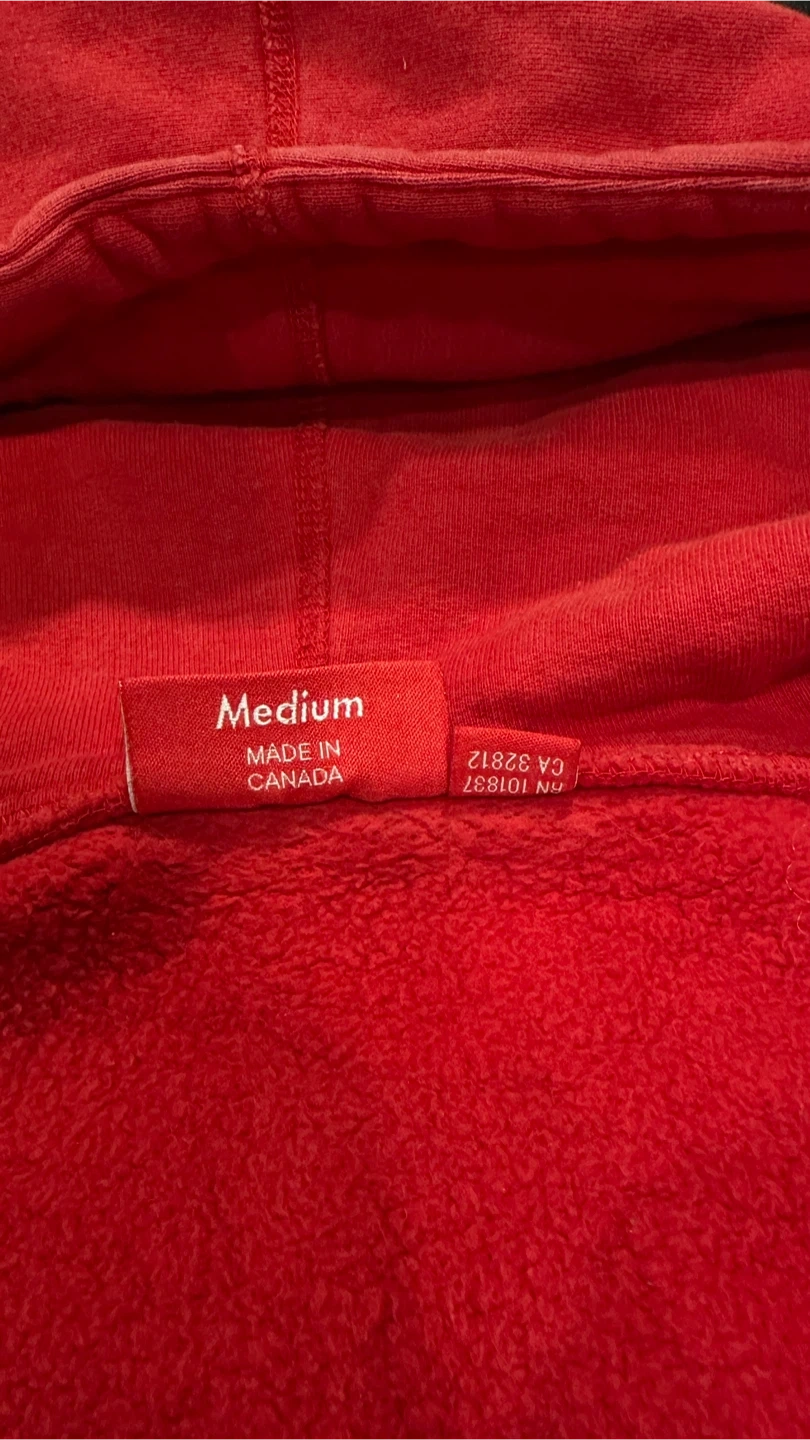 Medium
MADE IN
CANADA
RN 101837
CA 32812